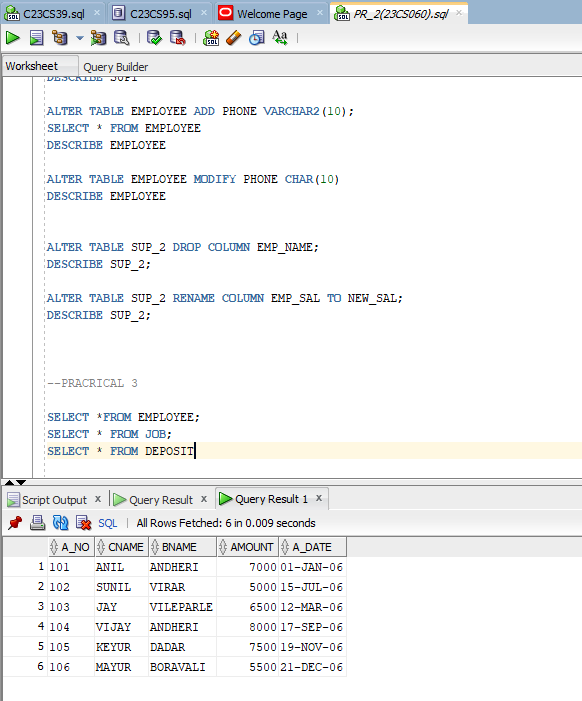 C23CS39.sql × C23CS95.sql × Welcome Page × PR_2(23CS060).sql ×
Worksheet Query Builder
DESCRIBE SUP1
ALTER TABLE EMPLOYEE ADD PHONE VARCHAR2(10);
SELECT * FROM EMPLOYEE
DESCRIBE EMPLOYEE
ALTER TABLE EMPLOYEE MODIFY PHONE CHAR(10)
DESCRIBE EMPLOYEE
ALTER TABLE SUP_2 DROP COLUMN EMP_NAME;
DESCRIBE SUP_2;
ALTER TABLE SUP_2 RENAME COLUMN EMP_SAL TO NEW_SAL;
DESCRIBE SUP_2;
--PRACRICAL 3
SELECT *FROM EMPLOYEE;
SELECT * FROM JOB;
SELECT * FROM DEPOSIT
Script Output × Query Result × Query Result 1 ×
SQL | All Rows Fetched: 6 in 0.009 seconds
A_NO CNAME BNAME AMOUNT A_DATE
1 101 ANIL ANDHERI 7000 01-JAN-06
2 102 SUNIL VIRAR 5000 15-JUL-06
3 103 JAY VILEPARLE 6500 12-MAR-06
4 104 VIJAY ANDHERI 8000 17-SEP-06
5 105 KEYUR DADAR 7500 19-NOV-06
6 106 MAYUR BORAVALI 5500 21-DEC-06